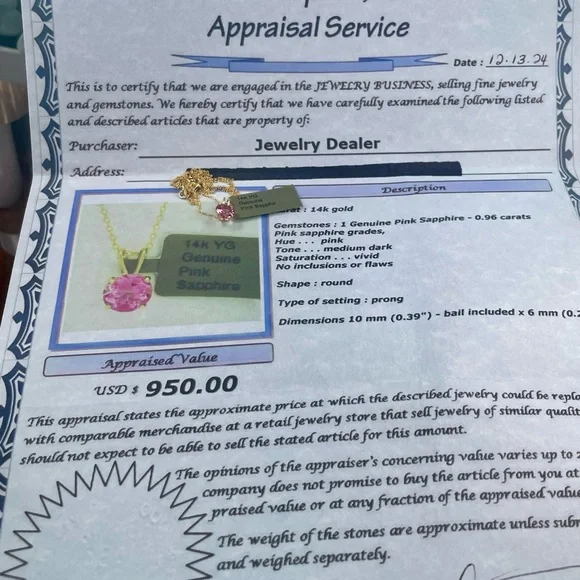 Appraisal Service
Date : 12.13.24
This is to certify that we are engaged in the JEWELRY BUSINESS, selling fine jewelry
and gemstones. We hereby certify that we have carefully examined the following listed
and described articles that are property of:
Purchaser: Jewelry Dealer
Address:
Description
14k YG
Genuine
Pink Sapphire
: 14k gold
Gemstones : 1 Genuine Pink Sapphire - 0.96 carats
Pink sapphire grades,
Hue . . . pink
Tone . . . medium dark
Saturation . . . vivid
No inclusions or flaws
Shape : round
Type of setting : prong
Dimensions 10 mm (0.39") - bail included x 6 mm (0.2
14k YG
Genuine
Pink
Sapphire
Appraised Value
USD $ 950.00
This appraisal states the approximate price at which the described jewelry could be repla
with comparable merchandise at a retail jewelry store that sell jewelry of similar qualit
should not expect to be able to sell the stated article for this amount.
The opinions of the appraiser's concerning value varies up to 2
company does not promise to buy the article from you at
praised value or at any fraction of the appraised value
The weight of the stones are approximate unless
and weighed separately.